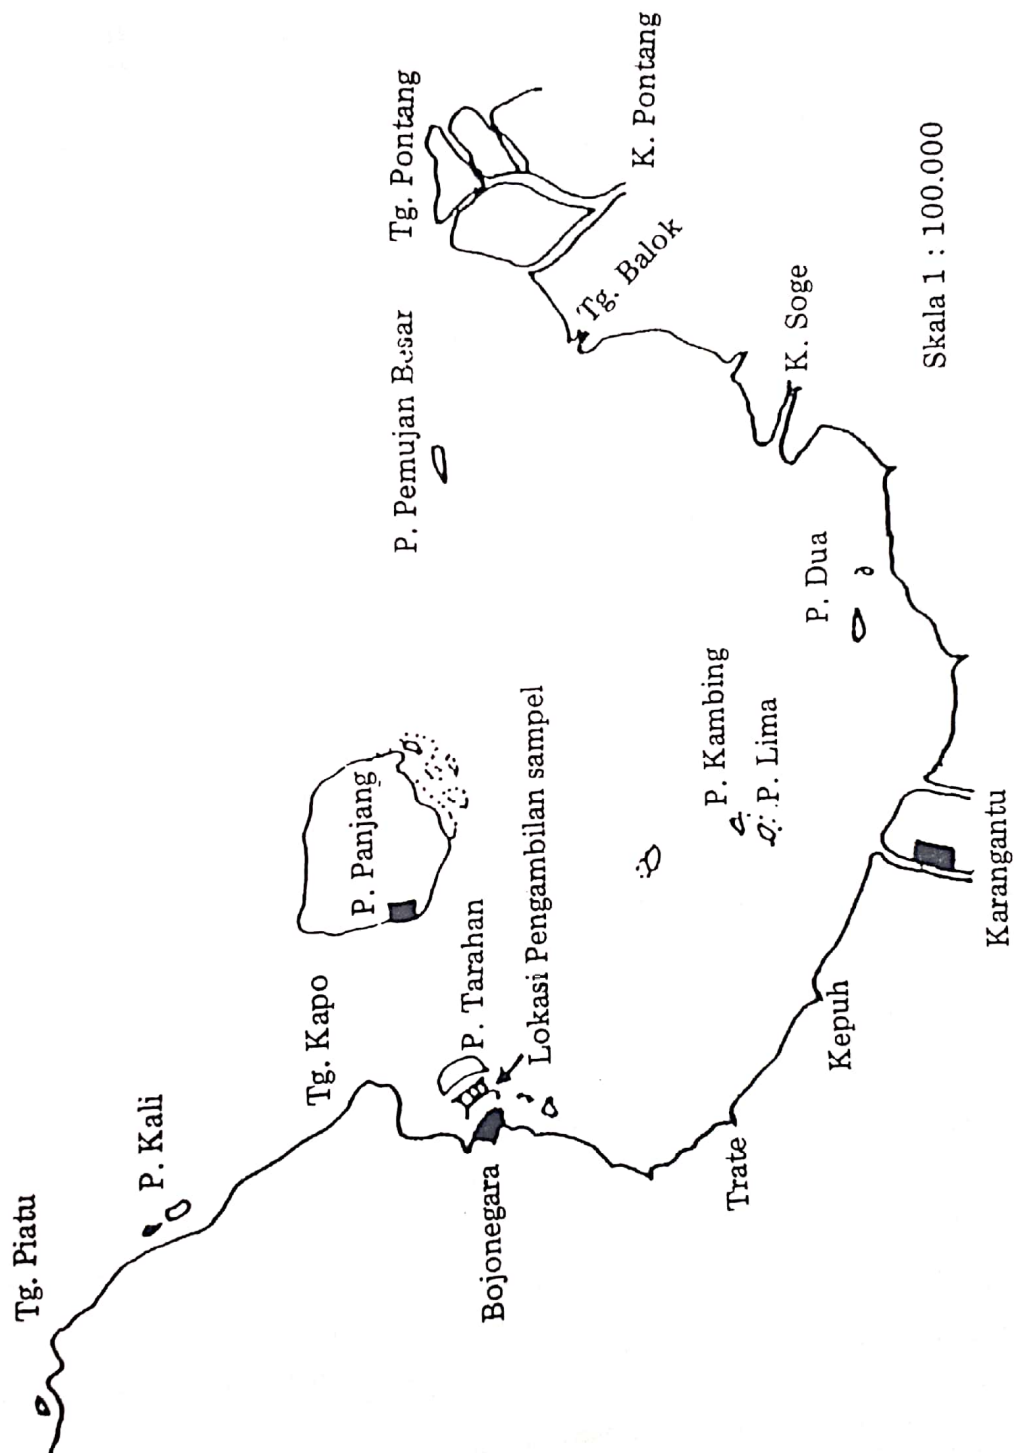 Tg. Piatu
P. Kali
Tg. Kapo
P. Panjang
P. Pemujan Besar
Tg. Pontang
P. Tarahan
Lokasi Pengambilan sampel
Bojonegara
K. Pontang
Tg. Balok
P. Kambing
P. Lima
Trate
P. Dua
K. Soge
Kepuh
Karangantu
Skala 1 : 100.000